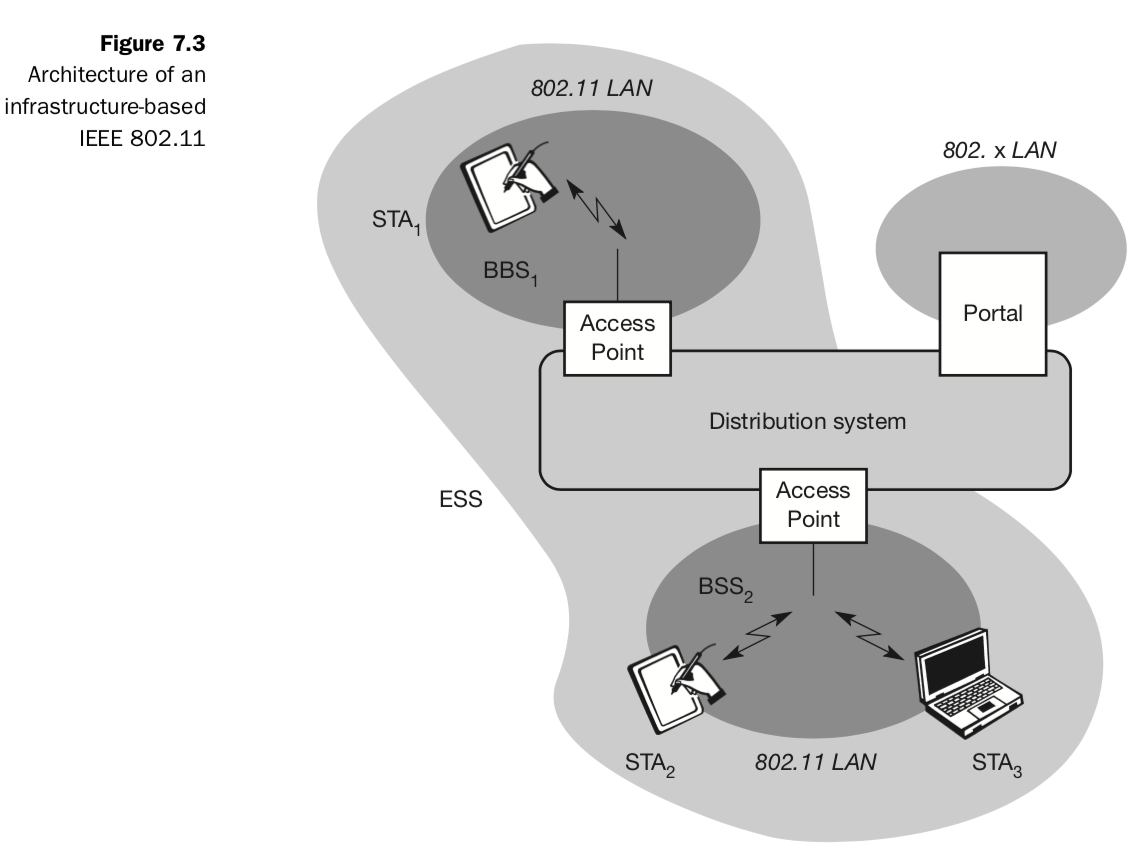 Figure 7.3
Architecture of an
infrastructure-based
IEEE 802.11
802.11 LAN
802. x LAN
STA1
BBS1
Access
Point
Portal
Distribution system
ESS
Access
Point
BSS2
STA2
802.11 LAN
STA3